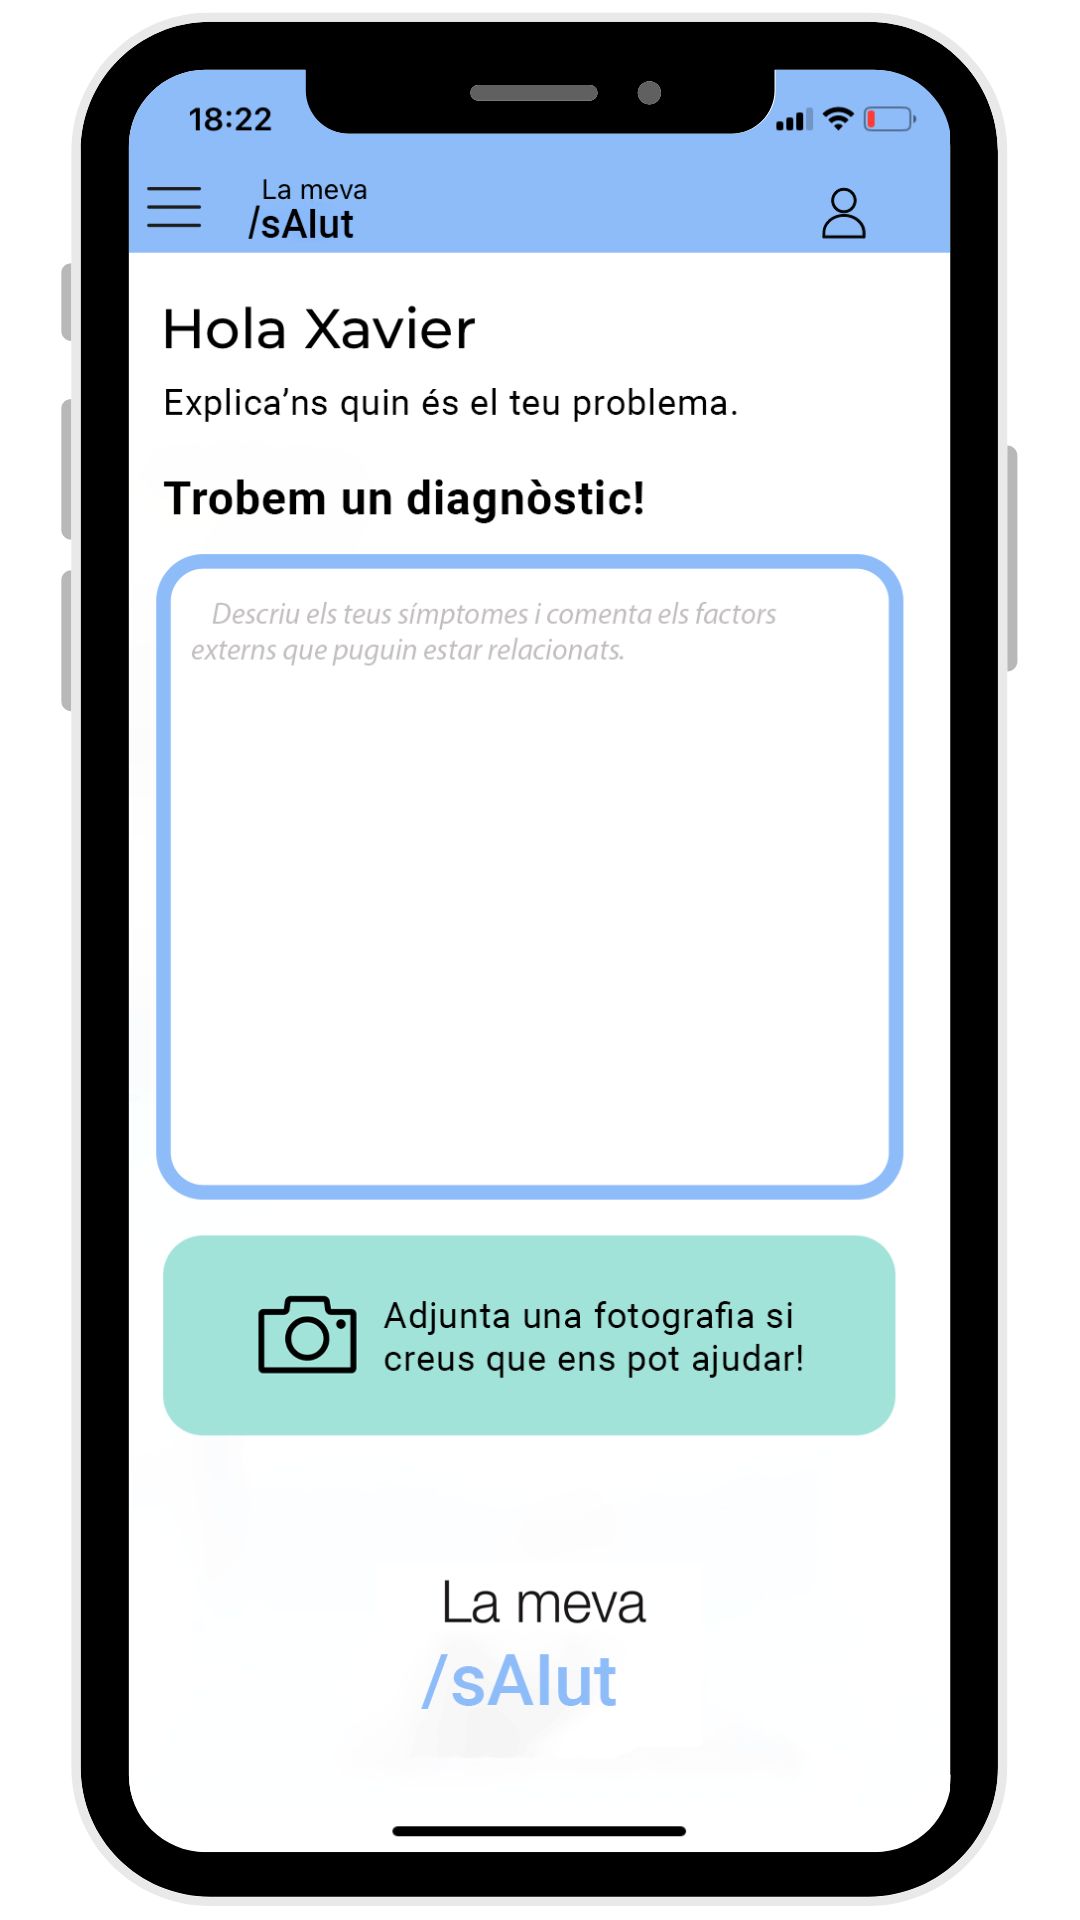 18:22
La meva
/sAlut
Hola Xavier
Explica’ns quin és el teu problema.
Trobem un diagnòstic!
Descriu els teus símptomes i comenta els factors
externs que puguin estar relacionats.
Adjunta una fotografia si
creus que ens pot ajudar!
La meva
/sAlut